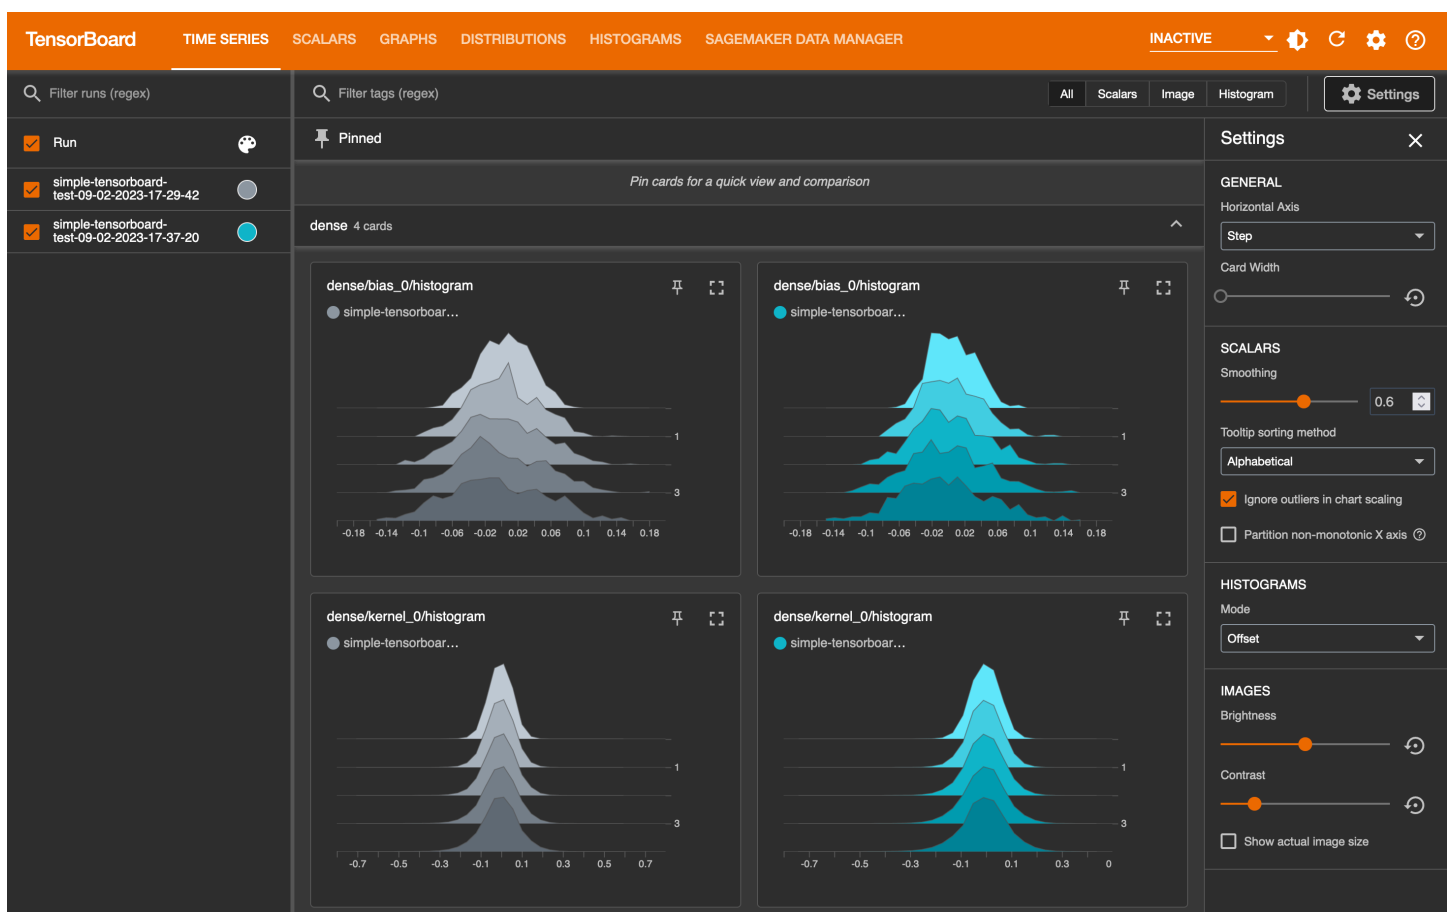 TensorBoard TIME SERIES SCALARS GRAPHS DISTRIBUTIONS HISTOGRAMS SAGEMAKER DATA MANAGER INACTIVE
Filter runs (regex)
Run
simple-tensorboard-
test-09-02-2023-17-29-42
simple-tensorboard-
test-09-02-2023-17-37-20
Filter tags (regex) All Scalars Image Histogram Settings
Pinned
Pin cards for a quick view and comparison
dense 4 cards
dense/bias_0/histogram
simple-tensorboar...
1
3
-0.18 -0.14 -0.1 -0.06 -0.02 0.02 0.06 0.1 0.14 0.18
dense/bias_0/histogram
simple-tensorboar...
1
3
-0.18 -0.14 -0.1 -0.06 -0.02 0.02 0.06 0.1 0.14 0.18
dense/kernel_0/histogram
simple-tensorboar...
1
3
-0.7 -0.5 -0.3 -0.1 0.1 0.3 0.5 0.7
dense/kernel_0/histogram
simple-tensorboar...
1
3
-0.7 -0.5 -0.3 -0.1 0.1 0.3 0
Settings
GENERAL
Horizontal Axis
Step
Card Width
SCALARS
Smoothing
0.6
Tooltip sorting method
Alphabetical
Ignore outliers in chart scaling
Partition non-monotonic X axis
HISTOGRAMS
Mode
Offset
IMAGES
Brightness
Contrast
Show actual image size